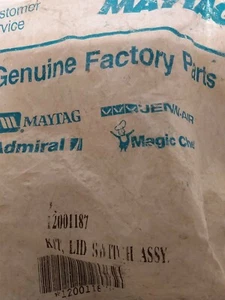 ustomer MAYTAG
rvice
Genuine Factory Parts
MAYTAG JENN-AIR
Admiral Magic Chef
12001187
KIT, LID SWITCH ASSY.